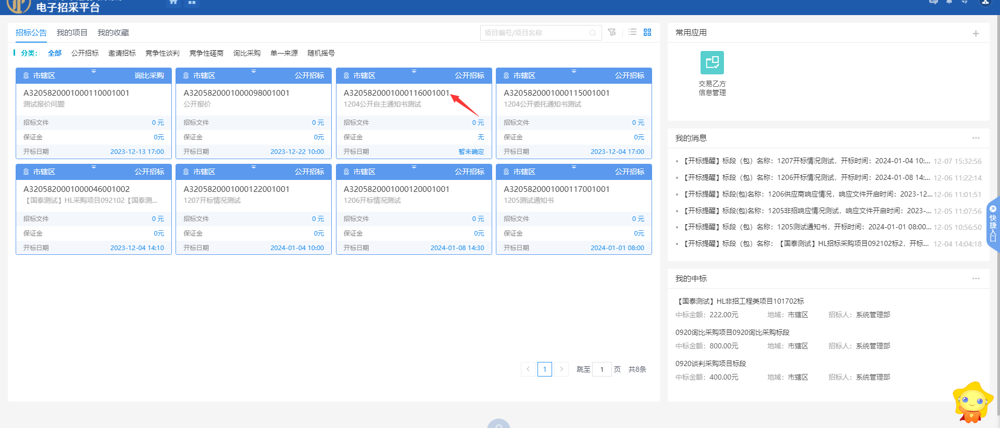 电子招采平台
招标公告 我的项目 我的收藏
项目编号/项目名称
分类： 全部 公开招标 邀请招标 竞争性谈判 竞争性磋商 询比采购 单一来源 随机摇号
市辖区 询比采购
A3205820001000110001001
测试报价问题
招标文件 0 元
保证金 0元
开标日期 2023-12-13 17:00
市辖区 公开招标
A3205820001000098001001
公开报价
招标文件 0 元
保证金 0元
开标日期 2023-12-22 10:00
市辖区 公开招标
A3205820001000116001001
1204公开自主通知书测试
招标文件 0 元
保证金 无
开标日期 暂未确定
市辖区 公开招标
A3205820001000115001001
1204公开委托通知书测试
招标文件 0 元
保证金 0元
开标日期 2023-12-04 17:00
市辖区 公开招标
A3205820001000046001002
【国泰测试】HL采购项目092102【国泰测...
招标文件 0 元
保证金 0元
开标日期 2023-12-04 14:10
市辖区 公开招标
A3205820001000122001001
1207开标情况测试
招标文件 0 元
保证金 0元
开标日期 2024-01-04 10:00
市辖区 公开招标
A3205820001000120001001
1206开标情况测试
招标文件 0 元
保证金 0元
开标日期 2024-01-08 14:30
市辖区 公开招标
A3205820001000117001001
1205测试通知书
招标文件 0 元
保证金 0元
开标日期 2024-01-01 08:00
1 跳至 1 页 共8条
常用应用
交易乙方
信息管理
我的消息
【开标提醒】标段（包）名称：1207开标情况测试，开标时间：2024-01-04 10:... 12-07 15:32:56
【开标提醒】标段（包）名称：1206开标情况测试，开标时间：2024-01-08 14:... 12-06 11:22:14
【开标提醒】标段(包)名称：1206供应商响应情况，响应文件开启时间：2023-12... 12-06 11:01:51
【开标提醒】标段(包)名称：1205非招响应情况测试，响应文件开启时间：2023-... 12-05 11:07:56
【开标提醒】标段（包）名称：1205测试通知书，开标时间：2024-01-01 08:00... 12-05 10:56:50
【开标提醒】标段（包）名称：【国泰测试】HL招标采购项目092102标2，开标... 12-04 14:04:18
快捷入口
我的中标
【国泰测试】HL非招工程类项目101702标
中标金额：222.00元 地域：市辖区 招标人：系统管理部
0920询比采购项目0920询比采购标段
中标金额：800.00元 地域：市辖区 招标人：系统管理部
0920谈判采购项目标段
中标金额：400.00元 地域：市辖区 招标人：系统管理部